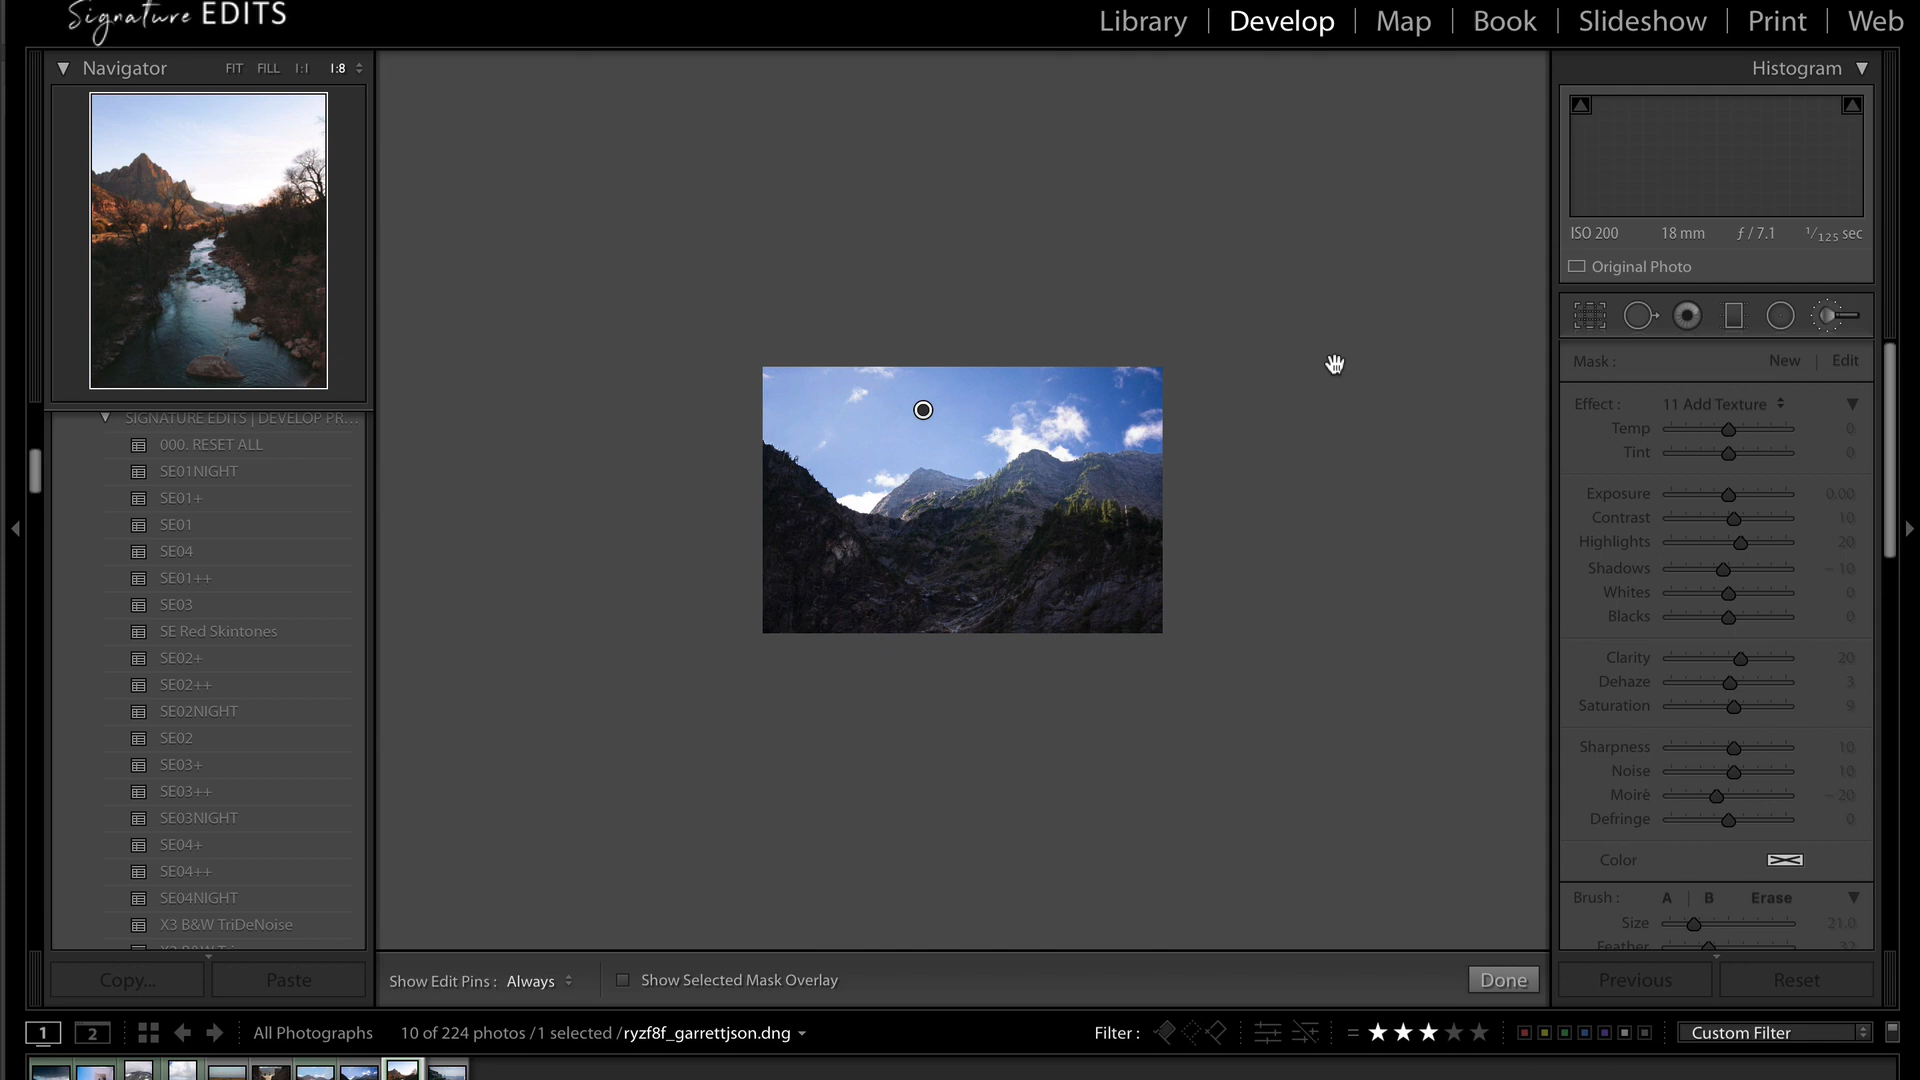 Signature EDITS
Library | Develop | Map | Book | Slideshow | Print | Web
Navigator FIT FILL 1:1 1:8
Histogram
ISO 200 18 mm ƒ / 7.1 1/125 sec
Original Photo
SIGNATURE EDITS | DEVELOP PR...
000. RESET ALL
SE01NIGHT
SE01+
SE01
SE04
SE01++
SE03
SE Red Skintones
SE02+
SE02++
SE02NIGHT
SE02
SE03+
SE03++
SE03NIGHT
SE04+
SE04++
SE04NIGHT
X3 B&W TriDeNoise
Mask : New | Edit
Effect : 11 Add Texture
Temp 0
Tint 0
Exposure 0.00
Contrast 10
Highlights 20
Shadows – 10
Whites 0
Blacks 0
Clarity 20
Dehaze 3
Saturation 9
Sharpness 10
Noise 10
Moiré – 20
Defringe 0
Color
Brush : A | B Erase
Size 21.0
Feather 32
Copy... Paste
Show Edit Pins : Always Show Selected Mask Overlay Done
Previous Reset
1 2 All Photographs 10 of 224 photos / 1 selected / ryzf8f_garrettjson.dng Filter : Custom Filter